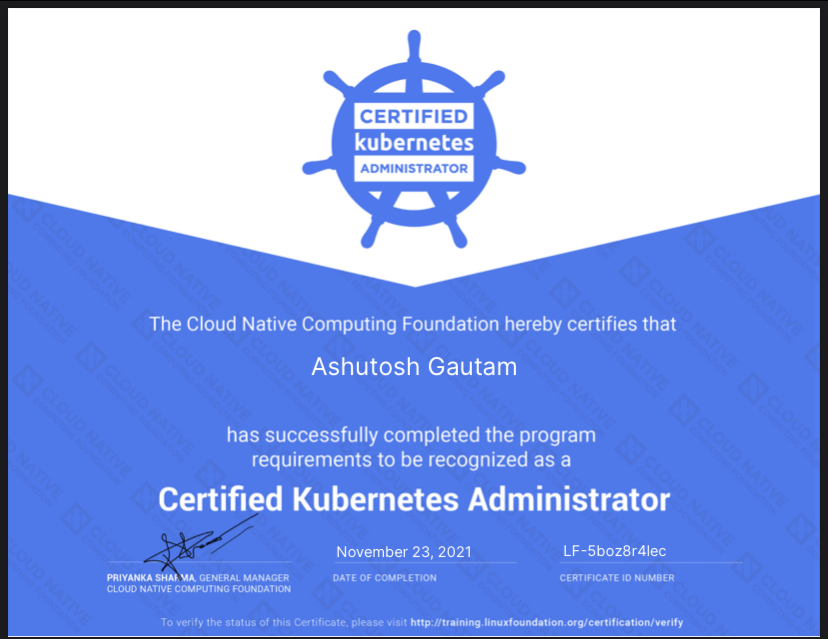 CERTIFIED
kubernetes
ADMINISTRATOR
The Cloud Native Computing Foundation hereby certifies that
Ashutosh Gautam
has successfully completed the program
requirements to be recognized as a
Certified Kubernetes Administrator
PRIYANKA SHARMA, GENERAL MANAGER
CLOUD NATIVE COMPUTING FOUNDATION
November 23, 2021
DATE OF COMPLETION
LF-5boz8r4lec
CERTIFICATE ID NUMBER
To verify the status of this Certificate, please visit http://training.linuxfoundation.org/certification/verify